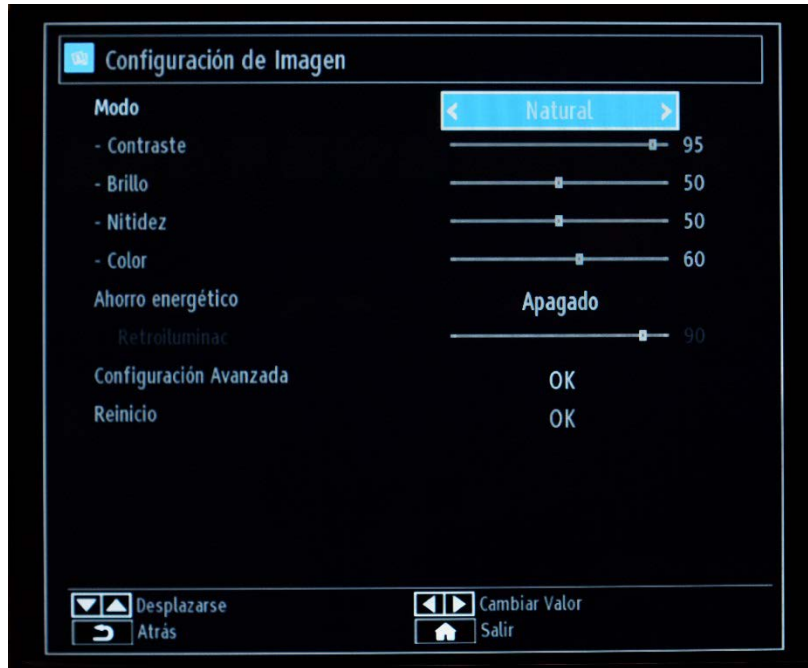 Configuración de Imagen
Modo < Natural >
- Contraste 95
- Brillo 50
- Nitidez 50
- Color 60
Ahorro energético Apagado
Retroiluminac 90
Configuración Avanzada OK
Reinicio OK
Desplazarse Cambiar Valor
Atrás Salir